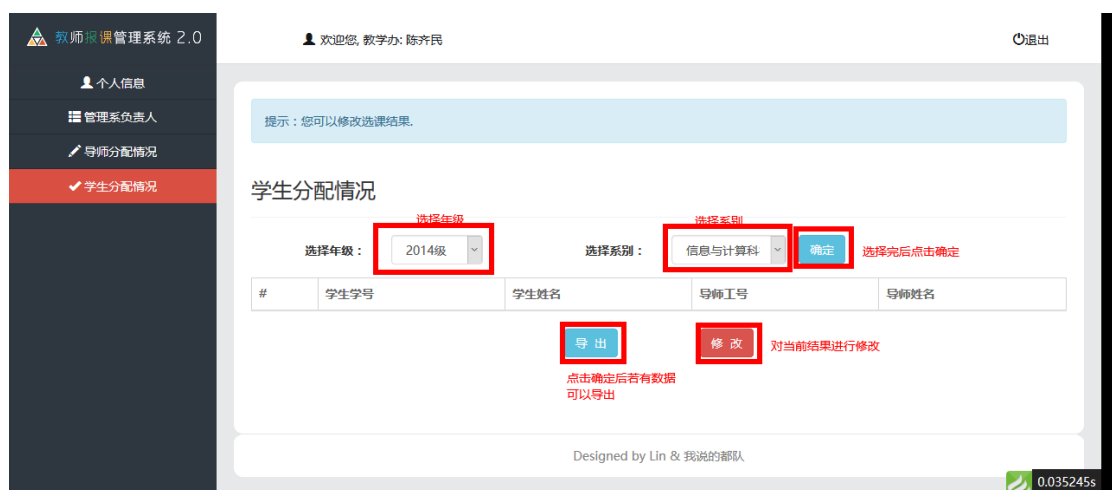 教师报课管理系统 2.0
欢迎您, 教学办: 陈齐民
退出
个人信息
管理系负责人
导师分配情况
学生分配情况
提示：您可以修改选课结果.
学生分配情况
选择年级
选择系别
选择年级：
2014级
选择系别：
信息与计算科
确定
选择完后点击确定
# 学生学号 学生姓名 导师工号 导师姓名
导 出
修 改
对当前结果进行修改
点击确定后若有数据
可以导出
Designed by Lin & 我说的都队
0.035245s